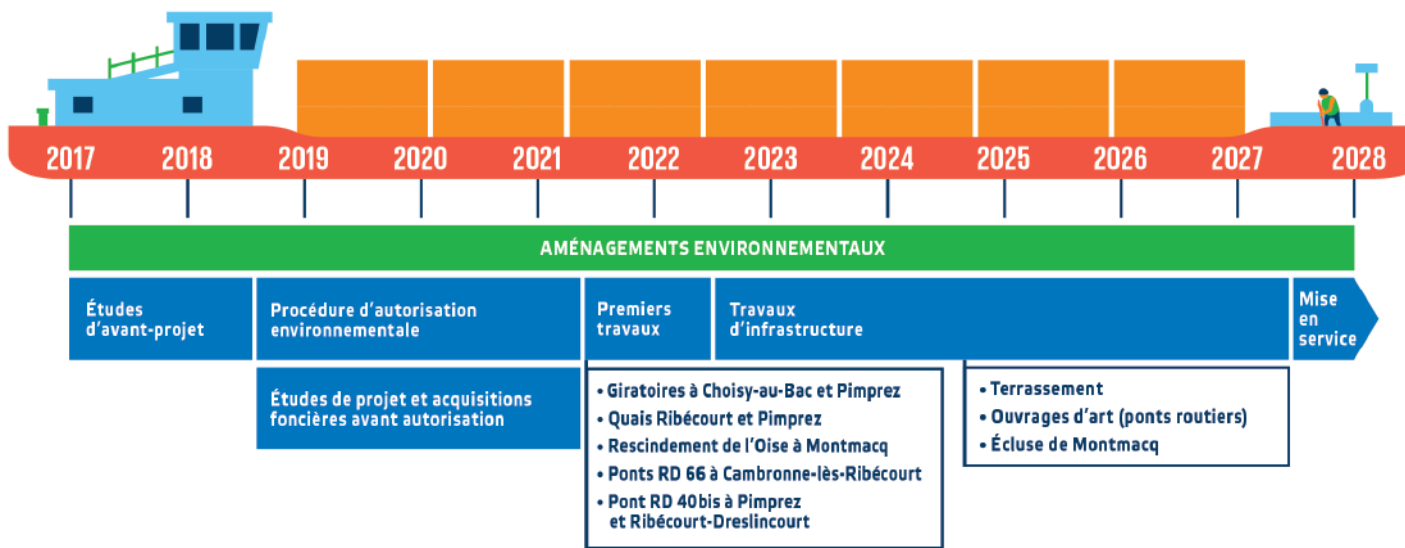 2017 2018 2019 2020 2021 2022 2023 2024 2025 2026 2027 2028
AMÉNAGEMENTS ENVIRONNEMENTAUX
Études
d’avant-projet
Procédure d’autorisation
environnementale
Premiers
travaux
Travaux
d’infrastructure
Mise
en
service
Études de projet et acquisitions
foncières avant autorisation
• Giratoires à Choisy-au-Bac et Pimprez
• Quais Ribécourt et Pimprez
• Rescindement de l’Oise à Montmacq
• Ponts RD 66 à Cambronne-lès-Ribécourt
• Pont RD 40bis à Pimprez
et Ribécourt-Dreslincourt
• Terrassement
• Ouvrages d’art (ponts routiers)
• Écluse de Montmacq